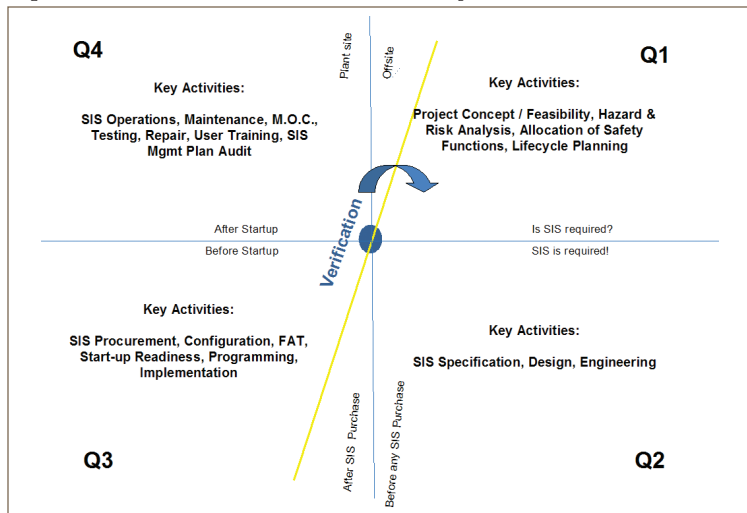 Q4
Plant site
Offsite
Q1
Key Activities:
SIS Operations, Maintenance, M.O.C.,
Testing, Repair, User Training, SIS
Mgmt Plan Audit
Key Activities:
Project Concept / Feasibility, Hazard &
Risk Analysis, Allocation of Safety
Functions, Lifecycle Planning
Verification
After Startup
Is SIS required?
Before Startup
SIS is required!
Key Activities:
SIS Procurement, Configuration, FAT,
Start-up Readiness, Programming,
Implementation
Key Activities:
SIS Specification, Design, Engineering
After SIS Purchase
Before any SIS Purchase
Q3
Q2